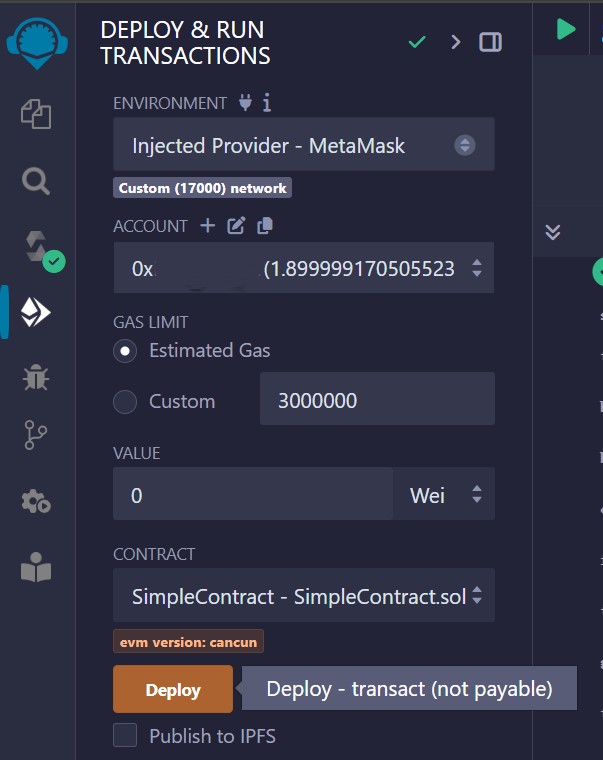 DEPLOY & RUN
TRANSACTIONS
ENVIRONMENT
Injected Provider - MetaMask
Custom (17000) network
ACCOUNT
0x (1.899999170505523
GAS LIMIT
Estimated Gas
Custom 3000000
VALUE
0 Wei
CONTRACT
SimpleContract - SimpleContract.sol
evm version: cancun
Deploy Deploy - transact (not payable)
Publish to IPFS